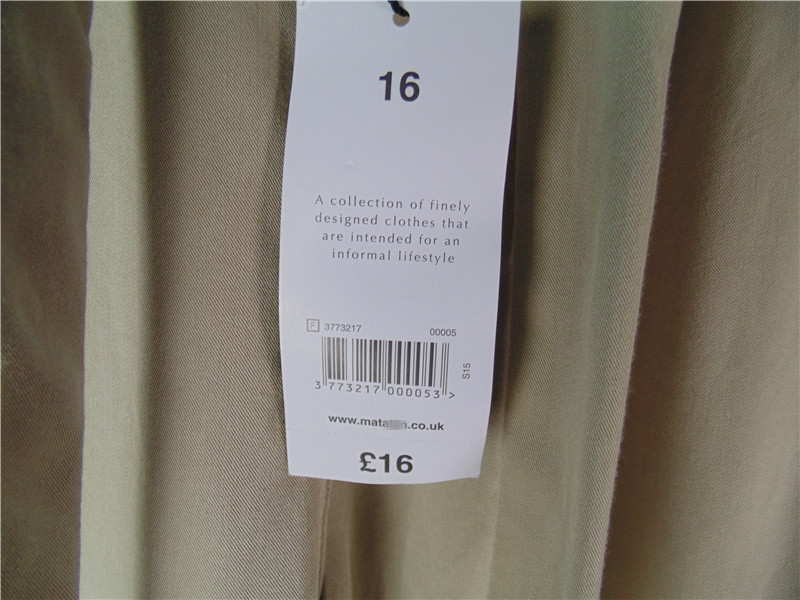 16
A collection of finely
designed clothes that
are intended for an
informal lifestyle
3773217 00005
S15
3 773217 000053 >
£16